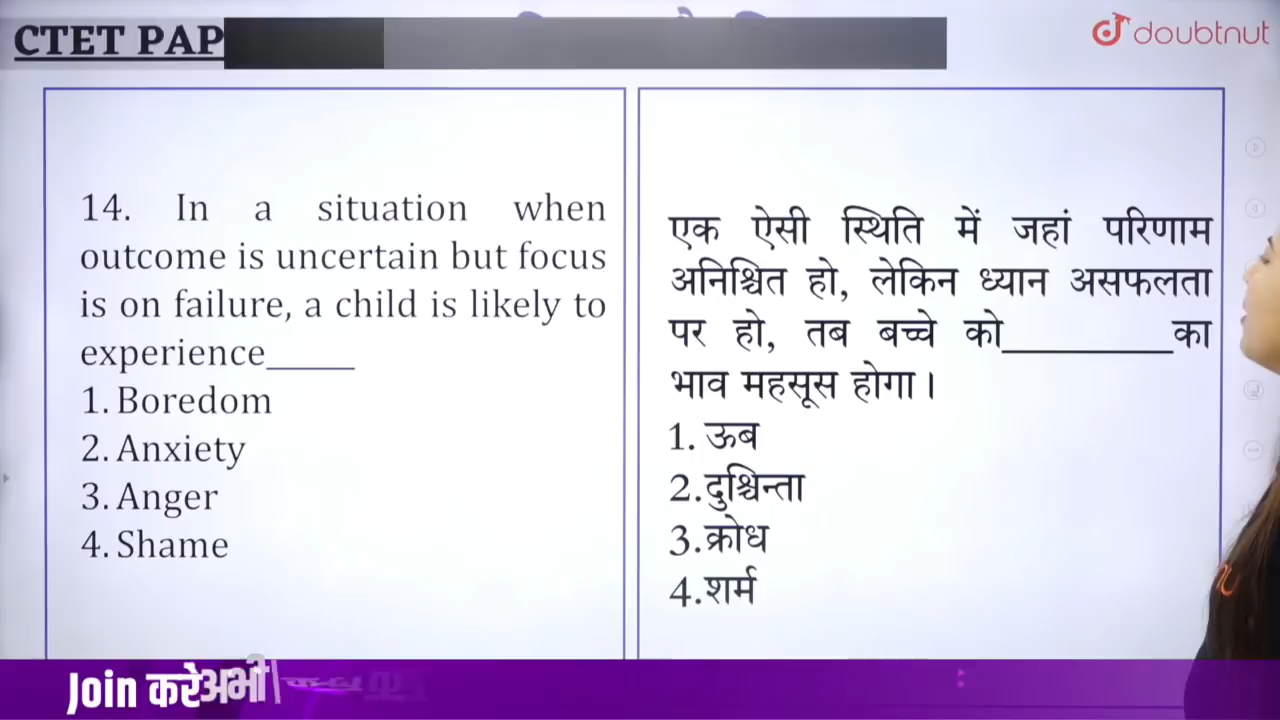 CTET PAP
doubtnut
14. In a situation when
outcome is uncertain but focus
is on failure, a child is likely to
experience_____
1. Boredom
2. Anxiety
3. Anger
4. Shame
एक ऐसी स्थिति में जहां परिणाम
अनिश्चित हो, लेकिन ध्यान असफलता
पर हो, तब बच्चे को_________का
भाव महसूस होगा।
1. ऊब
2. दुश्चिन्ता
3. क्रोध
4. शर्म
Join करे अभी